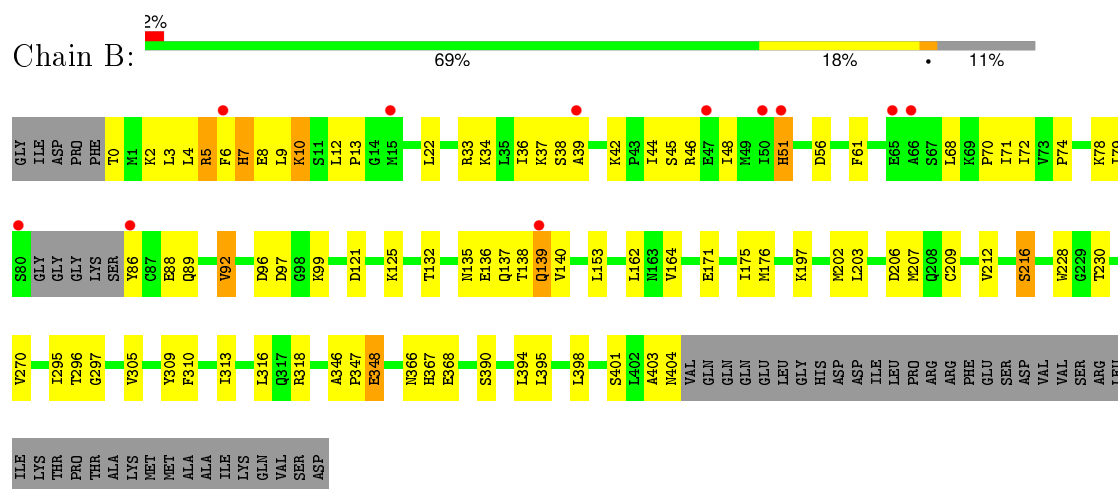 2%
Chain B:
69% 18% • 11%
GLY ILE ASP PRO PHE T0 M1 K2 L3 L4 R5 F6 H7 E8 L9 K10 S11 L12 P13 G14 M15 L22 R33 K34 L35 I36 K37 S38 A39 K42 P43 I44 S45 R46 E47 I48 M49 I50 H51 D56 F61 E65 A66 S67 L68 K69 P70 I71 I72 V73 P74 K78 I79
S80 GLY GLY GLY LYS SER Y86 C87 E88 Q89 V92 D96 D97 G98 K99 D121 K125 T132 N135 E136 Q137 T138 Q139 V140 L153 L162 N163 V164 E171 I175 M176 K197 M202 L203 D206 M207 Q208 C209 V212 S216 W228 G229 T230
V270 I295 T296 G297 V305 Y309 F310 I313 L316 Q317 R318 A346 P347 E348 N366 H367 E368 S390 L394 L395 L398 S401 L402 A403 N404 VAL GLN GLN GLN GLU LEU GLY HIS ASP ASP ILE LEU PRO ARG ARG PHE GLU SER ASP VAL VAL SER ARG LEU
ILE LYS THR PRO THR ALA LYS MET MET ALA ALA ILE LYS GLN VAL SER ASP